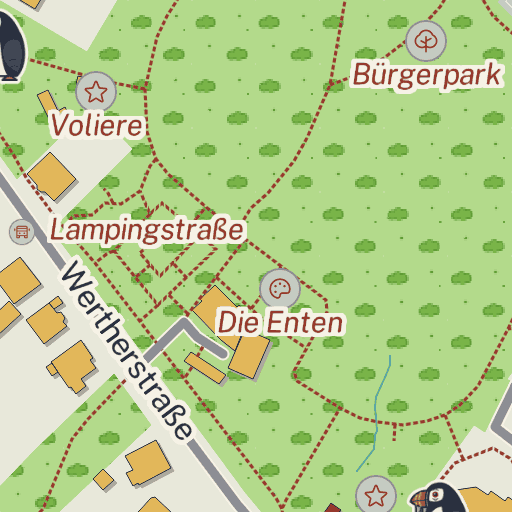 Bürgerpark
Voliere
Lampingstraße
Die Enten
Wertherstraße